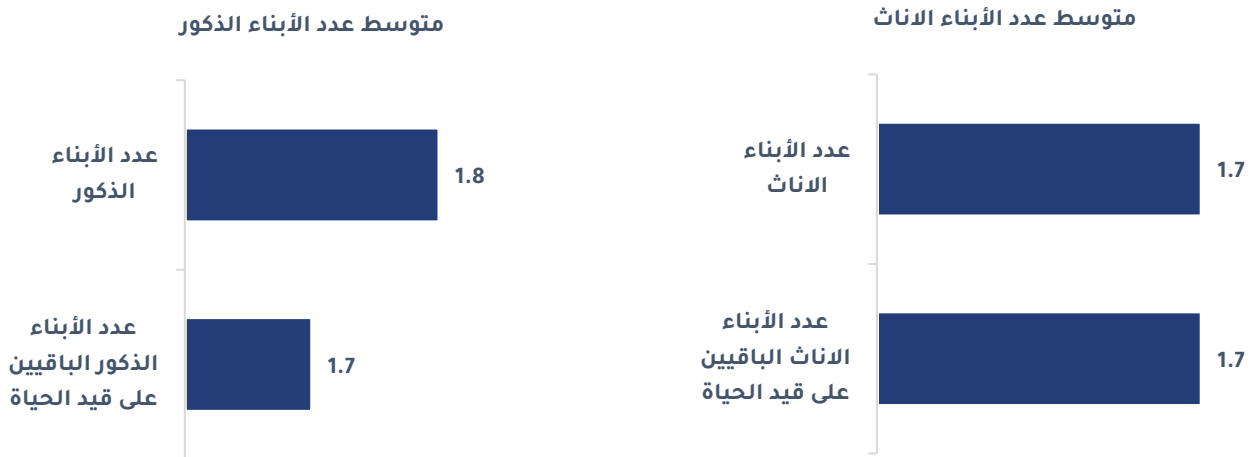 متوسط عدد الأبناء الاناث
عدد الأبناء
الاناث
1.7
عدد الأبناء
الاناث الباقيين
على قيد الحياة
1.7
متوسط عدد الأبناء الذكور
عدد الأبناء
الذكور
1.8
عدد الأبناء
الذكور الباقيين
على قيد الحياة
1.7